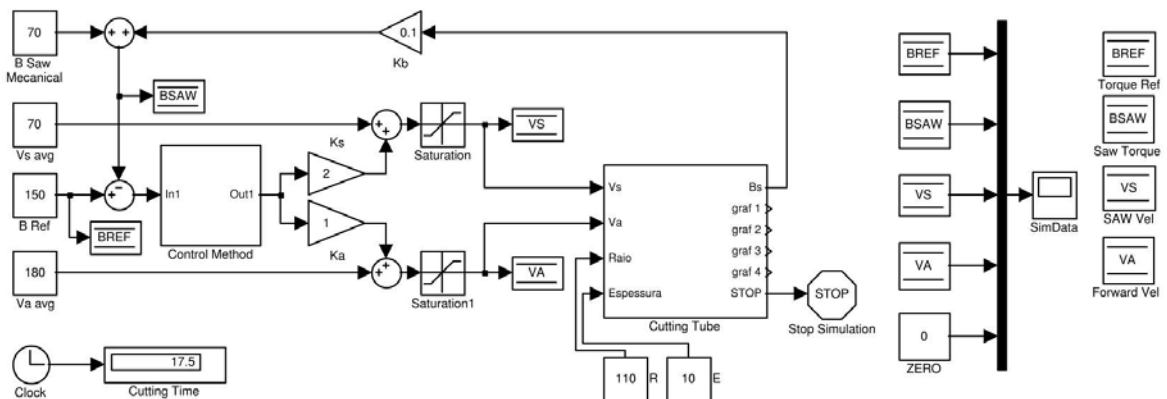 70
B Saw
Mecanical
0.1
Kb
BSAW
70
Vs avg
Ks
2
Saturation
VS
150
B Ref
BREF
In1
Out1
Control Method
1
Ka
180
Va avg
Saturation1
VA
Vs
Va
Raio
Espessura
Bs
graf 1
graf 2
graf 3
graf 4
STOP
Cutting Tube
STOP
Stop Simulation
110
R
10
E
Clock
17.5
Cutting Time
BREF
BSAW
VS
VA
0
ZERO
SimData
BREF
Torque Ref
BSAW
Saw Torque
VS
SAW Vel
VA
Forward Vel